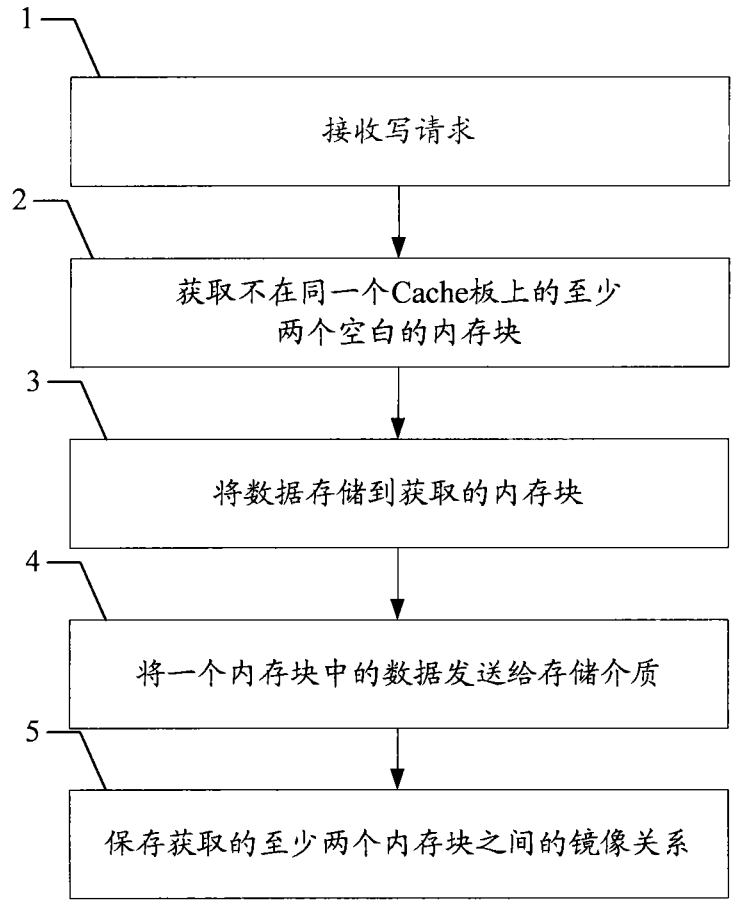 1
接收写请求
2
获取不在同一个Cache板上的至少
两个空白的内存块
3
将数据存储到获取的内存块
4
将一个内存块中的数据发送给存储介质
5
保存获取的至少两个内存块之间的镜像关系